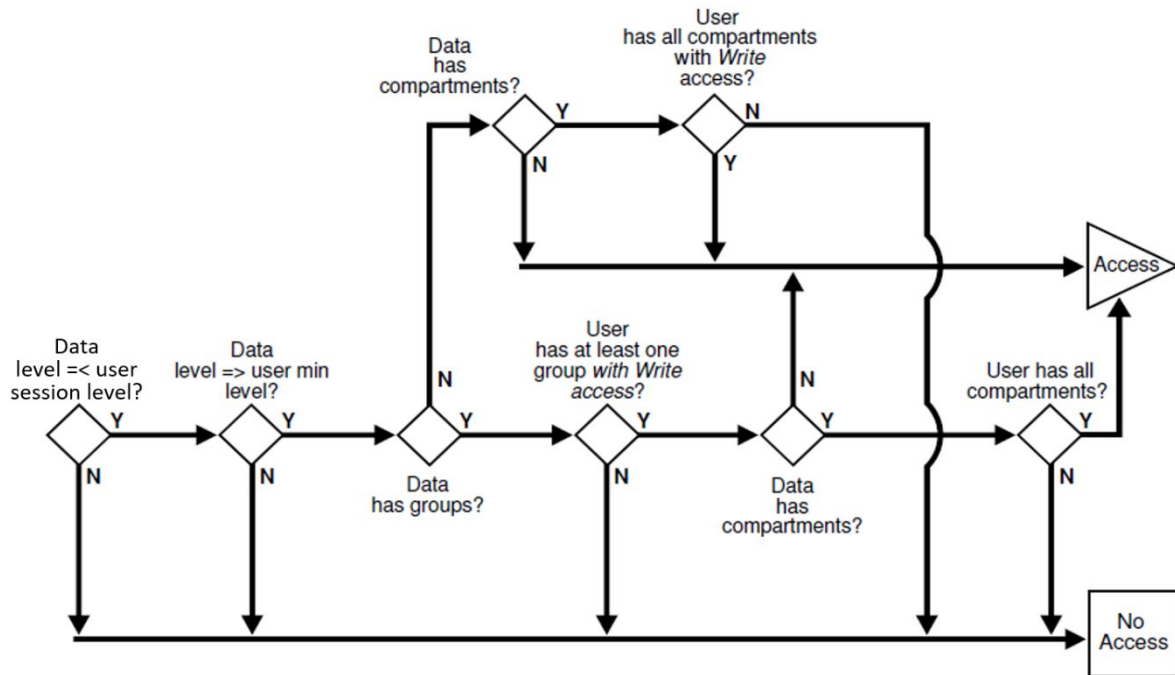 User
has all compartments
with Write
access?
Data
has
compartments?
Y
N
N
Y
Access
Data
level =< user
session level?
Data
level => user min
level?
User
has at least one
group with Write
access?
User has all
compartments?
N
N
Y
Y
Y
Y
Y
Y
N
N
N
N
Data
has groups?
Data
has
compartments?
No
Access